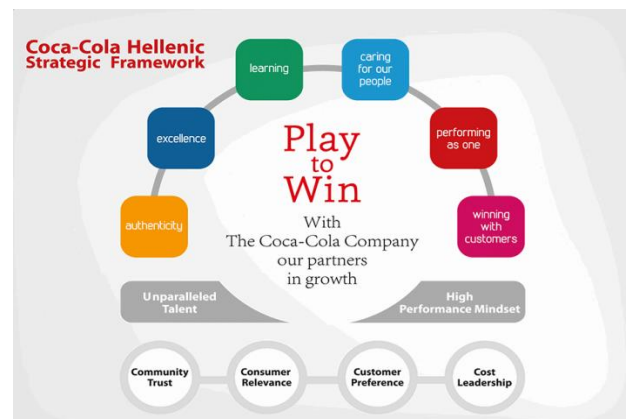 Coca-Cola Hellenic
Strategic Framework
learning
caring
for our
people
excellence
performing
as one
authenticity
winning
with
customers
Play
to
Win
With
The Coca-Cola Company
our partners
in growth
Unparalleled
Talent
High
Performance Mindset
Community
Trust
Consumer
Relevance
Customer
Preference
Cost
Leadership